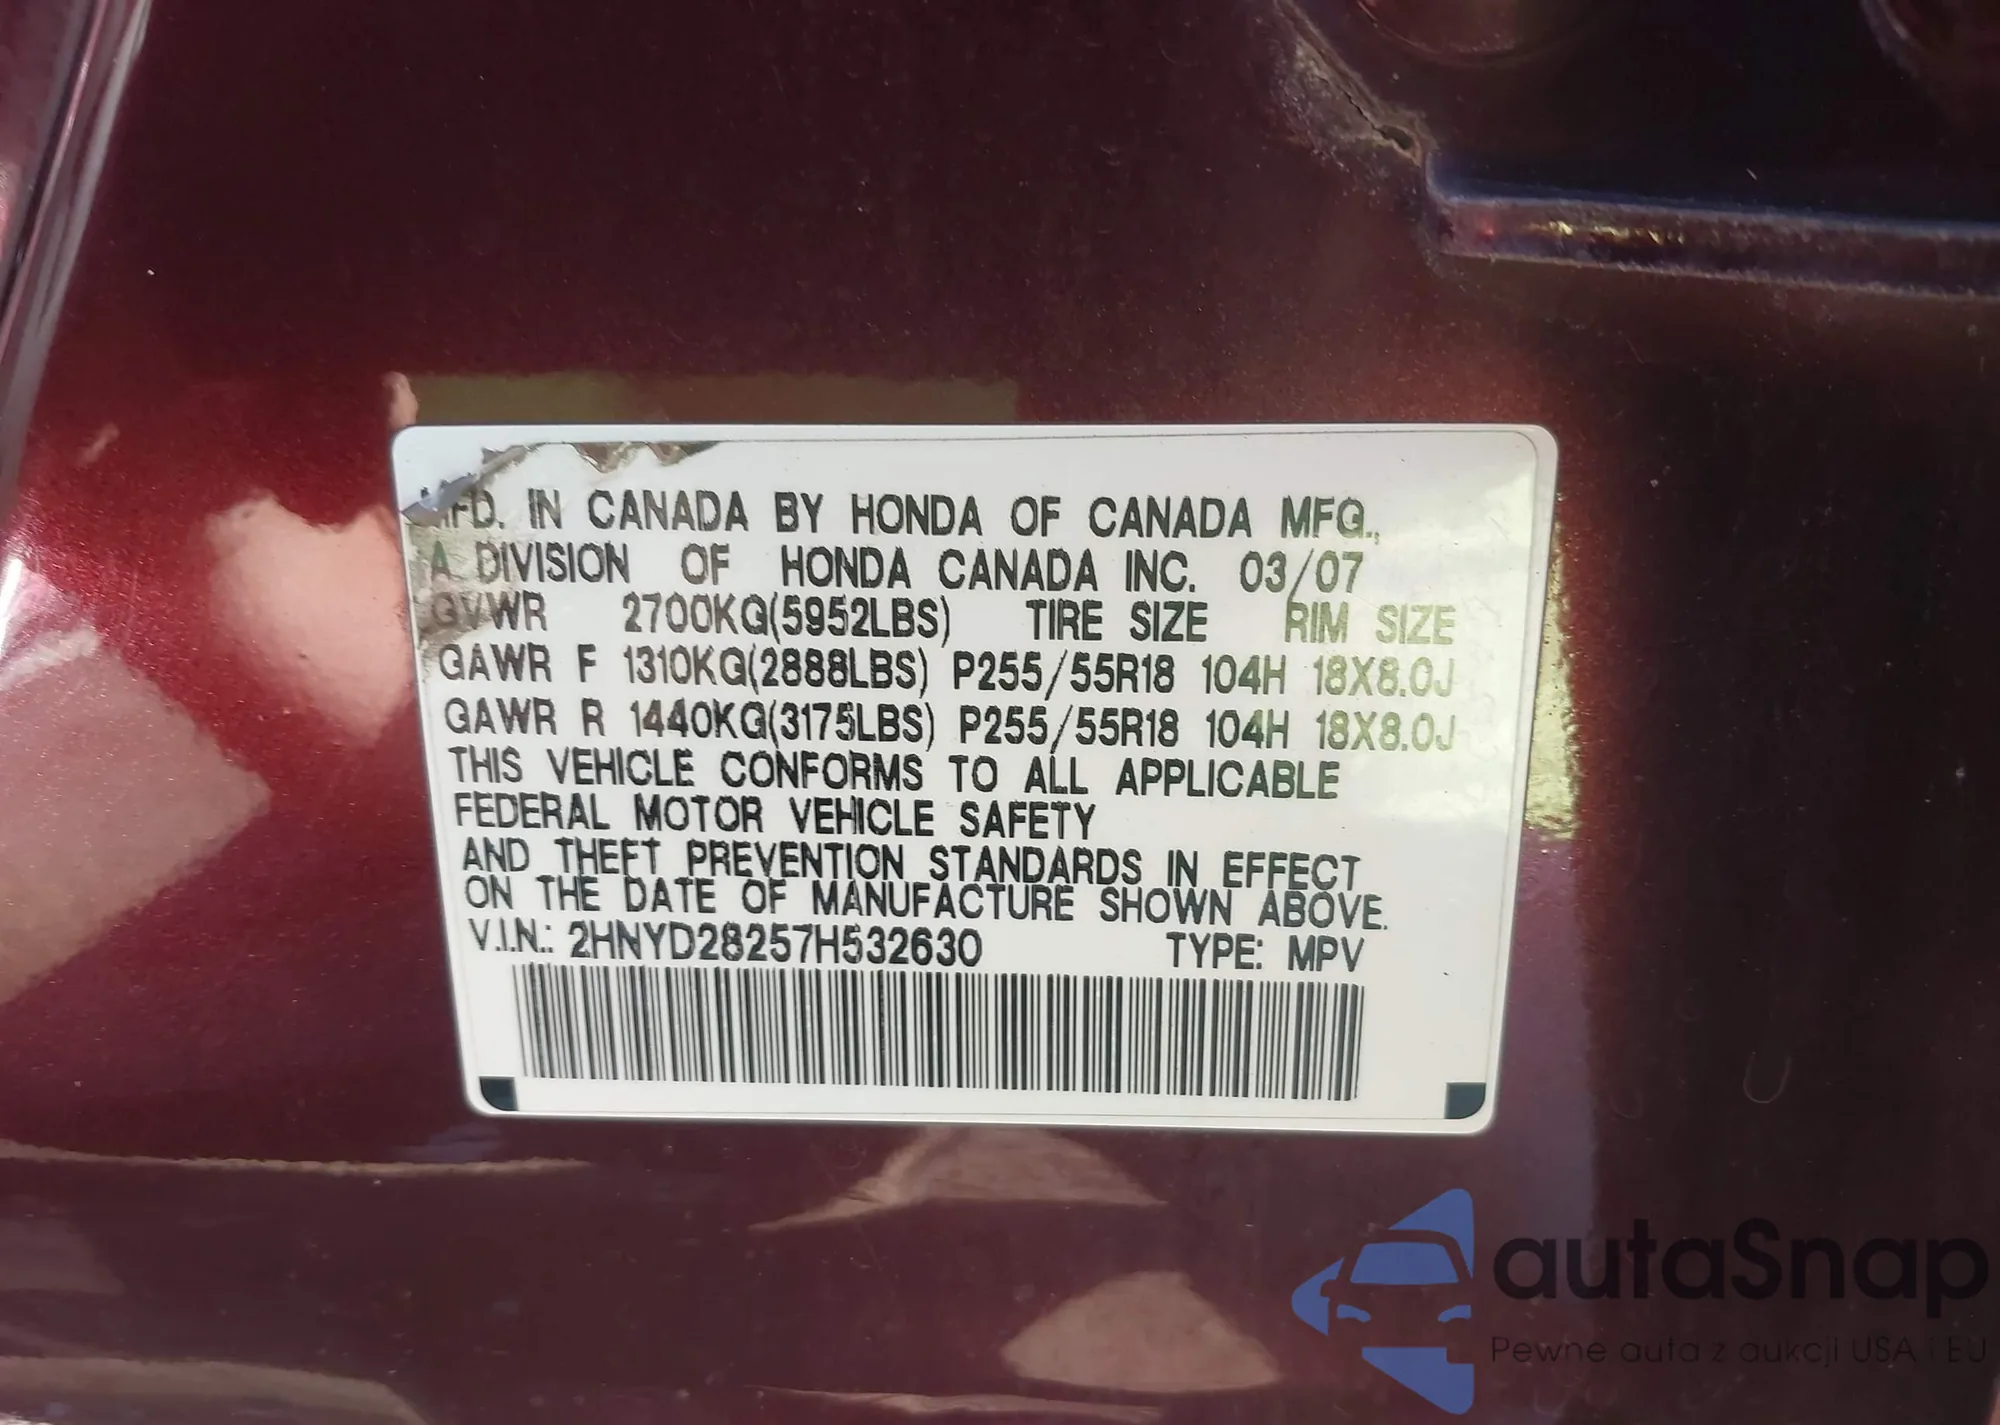 MFD. IN CANADA BY HONDA OF CANADA MFG.,
A DIVISION OF HONDA CANADA INC. 03/07
GVWR 2700KG(5952LBS) TIRE SIZE RIM SIZE
GAWR F 1310KG(2888LBS) P255/55R18 104H 18X8.0J
GAWR R 1440KG(3175LBS) P255/55R18 104H 18X8.0J
THIS VEHICLE CONFORMS TO ALL APPLICABLE
FEDERAL MOTOR VEHICLE SAFETY
AND THEFT PREVENTION STANDARDS IN EFFECT
ON THE DATE OF MANUFACTURE SHOWN ABOVE.
V.I.N.: 2HNYD28257H532630 TYPE: MPV
autaSnap
Pewne auta z aukcji USA i EU